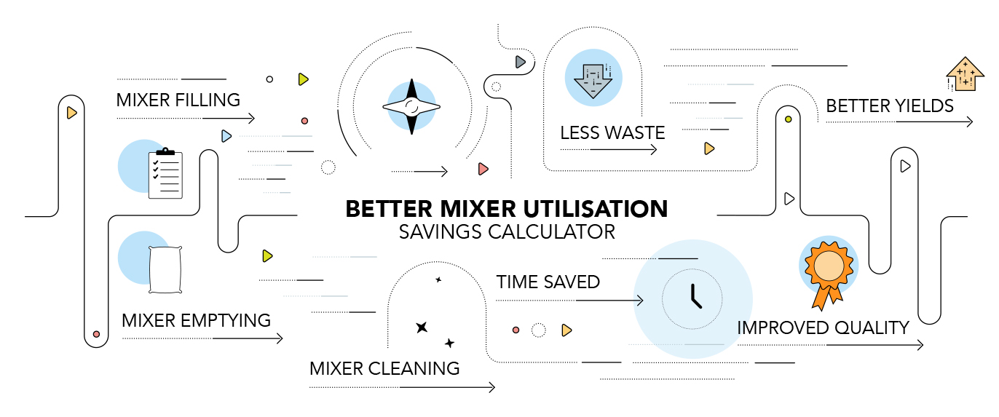 MIXER FILLING
LESS WASTE
BETTER YIELDS
BETTER MIXER UTILISATION
SAVINGS CALCULATOR
MIXER EMPTYING
TIME SAVED
IMPROVED QUALITY
MIXER CLEANING